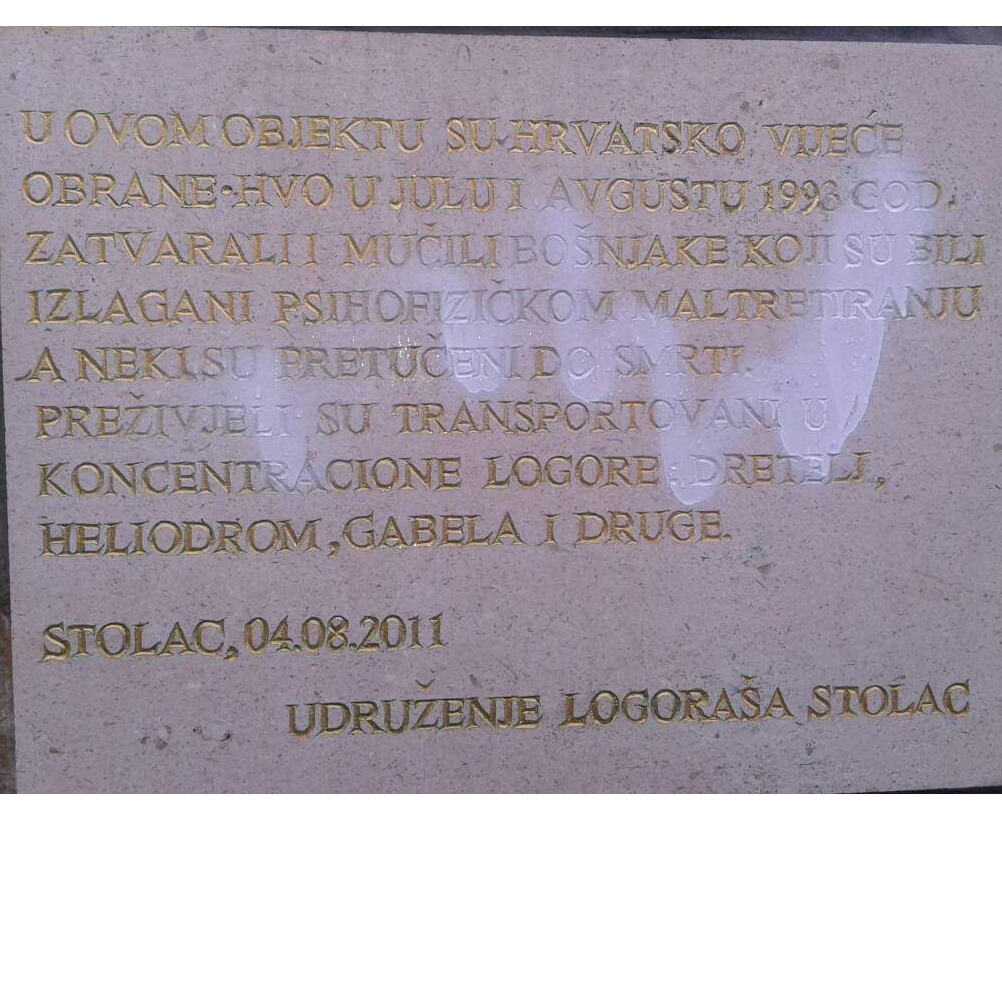 U OVOM OBJEKTU SU HRVATSKO VIJEĆE
OBRANE-HVO U JULU I AVGUSTU 1993 GOD.
ZATVARALI I MUČILI BOŠNJAKE KOJI SU BILI
IZLAGANI PSIHOFIZIČKOM MALTRETIRANJU
A NEKI SU PRETUČENI DO SMRTI.
PREŽIVJELI SU TRANSPORTOVANI U
KONCENTRACIONE LOGORE: DRETELJ,
HELIODROM, GABELA I DRUGE.
STOLAC, 04.08.2011
UDRUŽENJE LOGORAŠA STOLAC